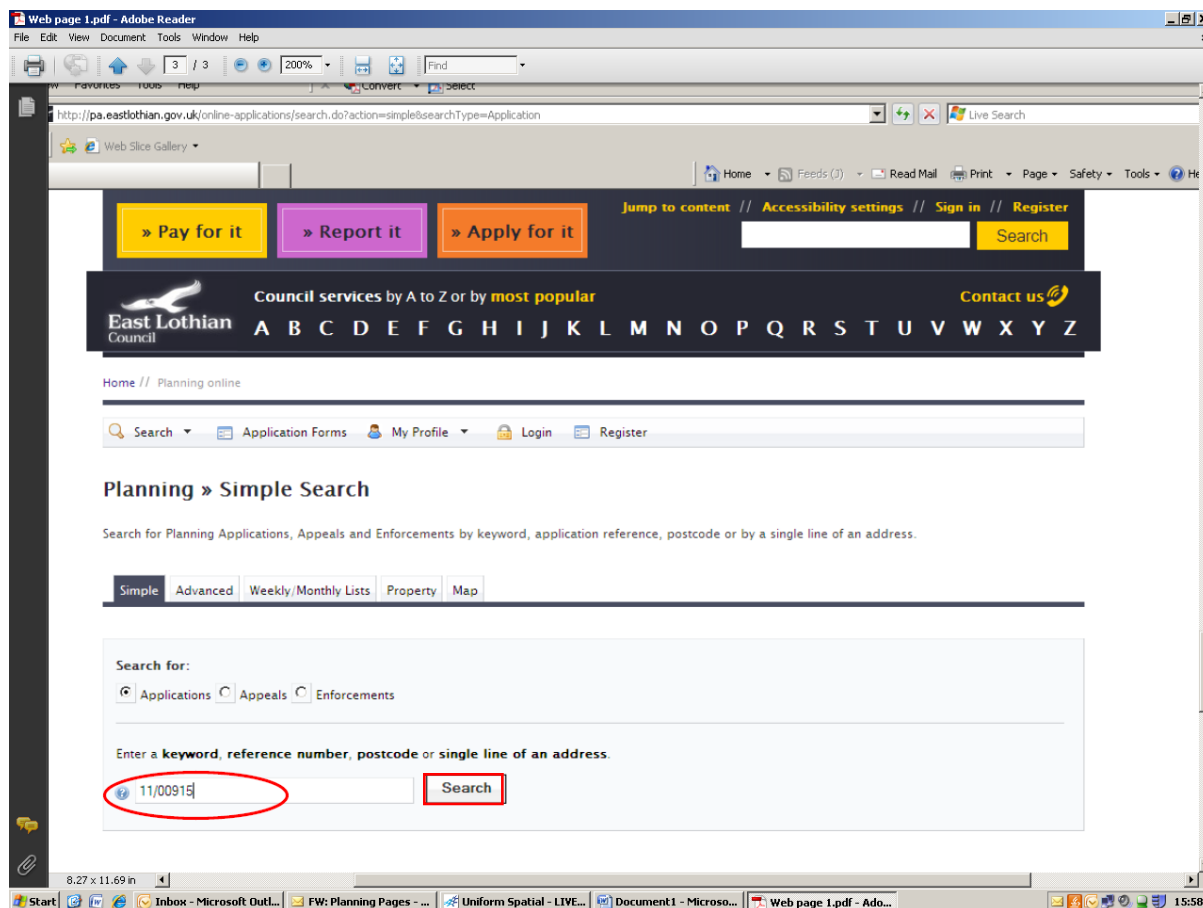 Web page 1.pdf - Adobe Reader
File Edit View Document Tools Window Help
3 / 3 200% Find
Favorites Tools Help Convert Select
http://pa.eastlothian.gov.uk/online-applications/search.do?action=simple&searchType=Application Live Search
Web Slice Gallery
Home Feeds (J) Read Mail Print Page Safety Tools
Jump to content // Accessibility settings // Sign in // Register
» Pay for it » Report it » Apply for it Search
Council services by A to Z or by most popular Contact us
East Lothian
Council
A B C D E F G H I J K L M N O P Q R S T U V W X Y Z
Home // Planning online
Search Application Forms My Profile Login Register
Planning » Simple Search
Search for Planning Applications, Appeals and Enforcements by keyword, application reference, postcode or by a single line of an address.
Simple Advanced Weekly/Monthly Lists Property Map
Search for:
Applications Appeals Enforcements
Enter a keyword, reference number, postcode or single line of an address.
11/00915 Search
8.27 x 11.69 in
Start Inbox - Microsoft Outl... FW: Planning Pages - ... Uniform Spatial - LIVE... Document1 - Microso... Web page 1.pdf - Ado... 15:58